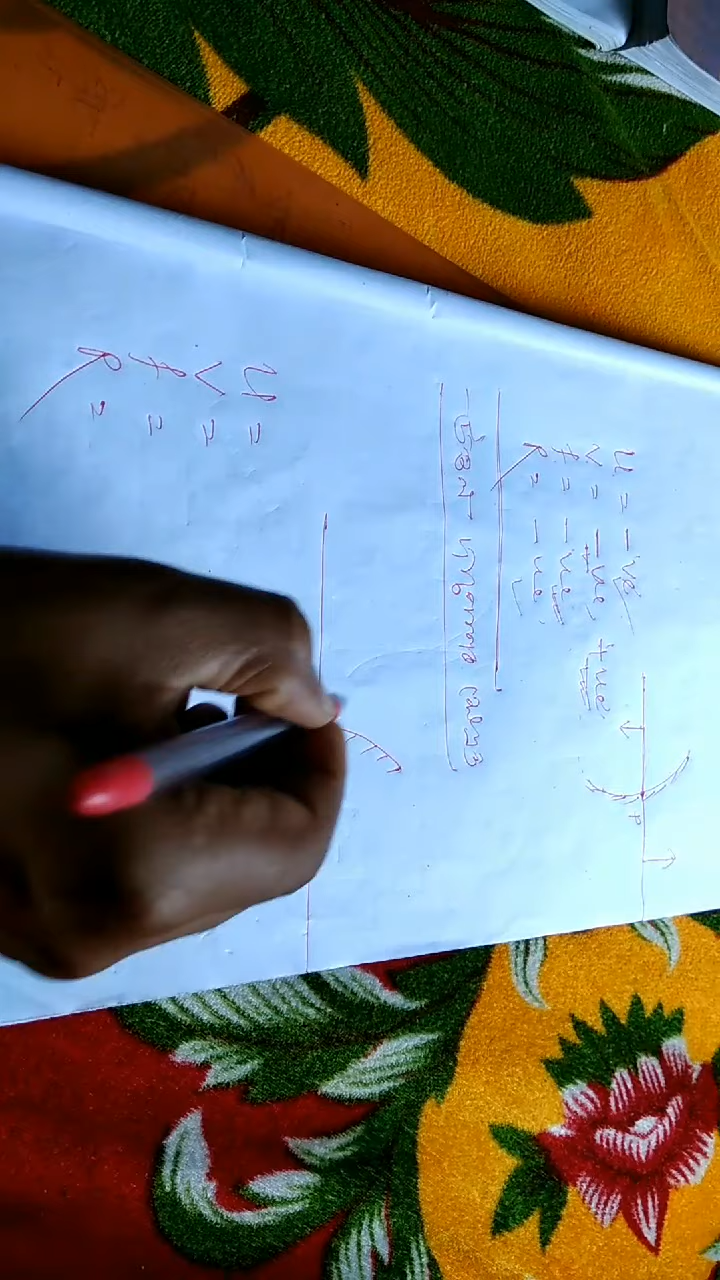 u = -ve
v = -ve, +ve
f = -ve
R = -ve
P
u =
v =
f =
R =